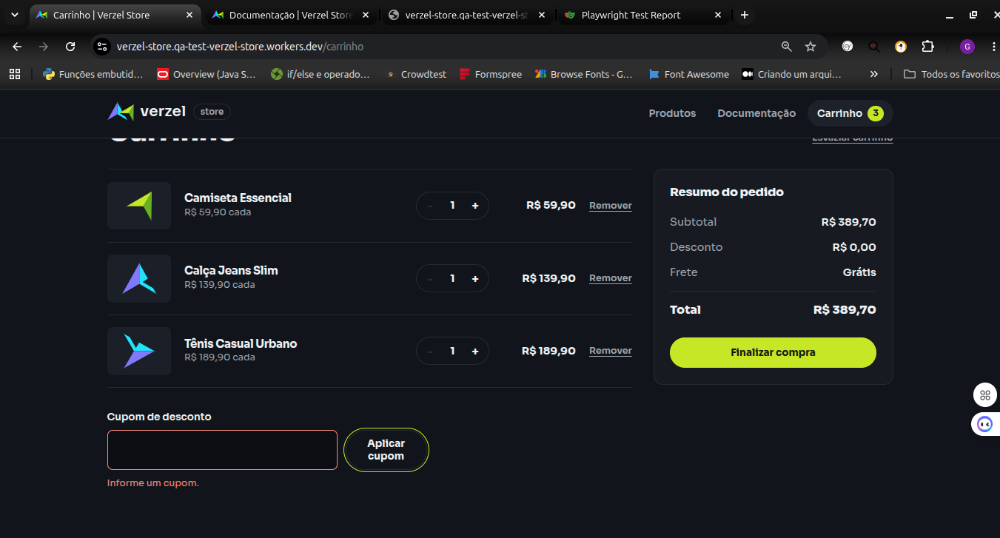 Carrinho | Verzel Store
Documentação | Verzel Store
verzel-store.qa-test-verzel-st
Playwright Test Report
verzel-store.qa-test-verzel-store.workers.dev/carrinho
G
Funções embutid...
Overview (Java S...
if/else e operado...
Crowdtest
Formspree
Browse Fonts - G...
Font Awesome
Criando um arqui...
Todos os favoritos
verzel store
Produtos
Documentação
Carrinho 3
Carrinho
Esvaziar carrinho
Camiseta Essencial
R$ 59,90 cada
− 1 +
R$ 59,90
Remover
Calça Jeans Slim
R$ 139,90 cada
− 1 +
R$ 139,90
Remover
Tênis Casual Urbano
R$ 189,90 cada
− 1 +
R$ 189,90
Remover
Resumo do pedido
Subtotal R$ 389,70
Desconto R$ 0,00
Frete Grátis
Total R$ 389,70
Finalizar compra
Cupom de desconto
Aplicar
cupom
Informe um cupom.